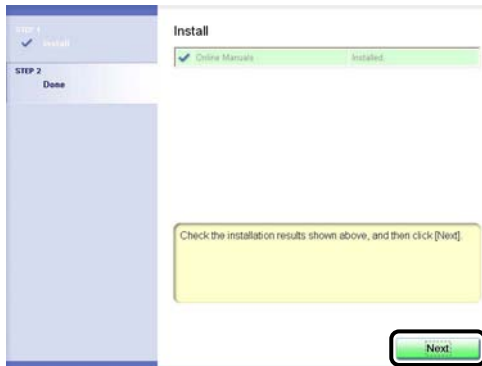 STEP 1
Install
STEP 2
Done
Install
Online Manuals
Installed.
Check the installation results shown above, and then click [Next].
Next